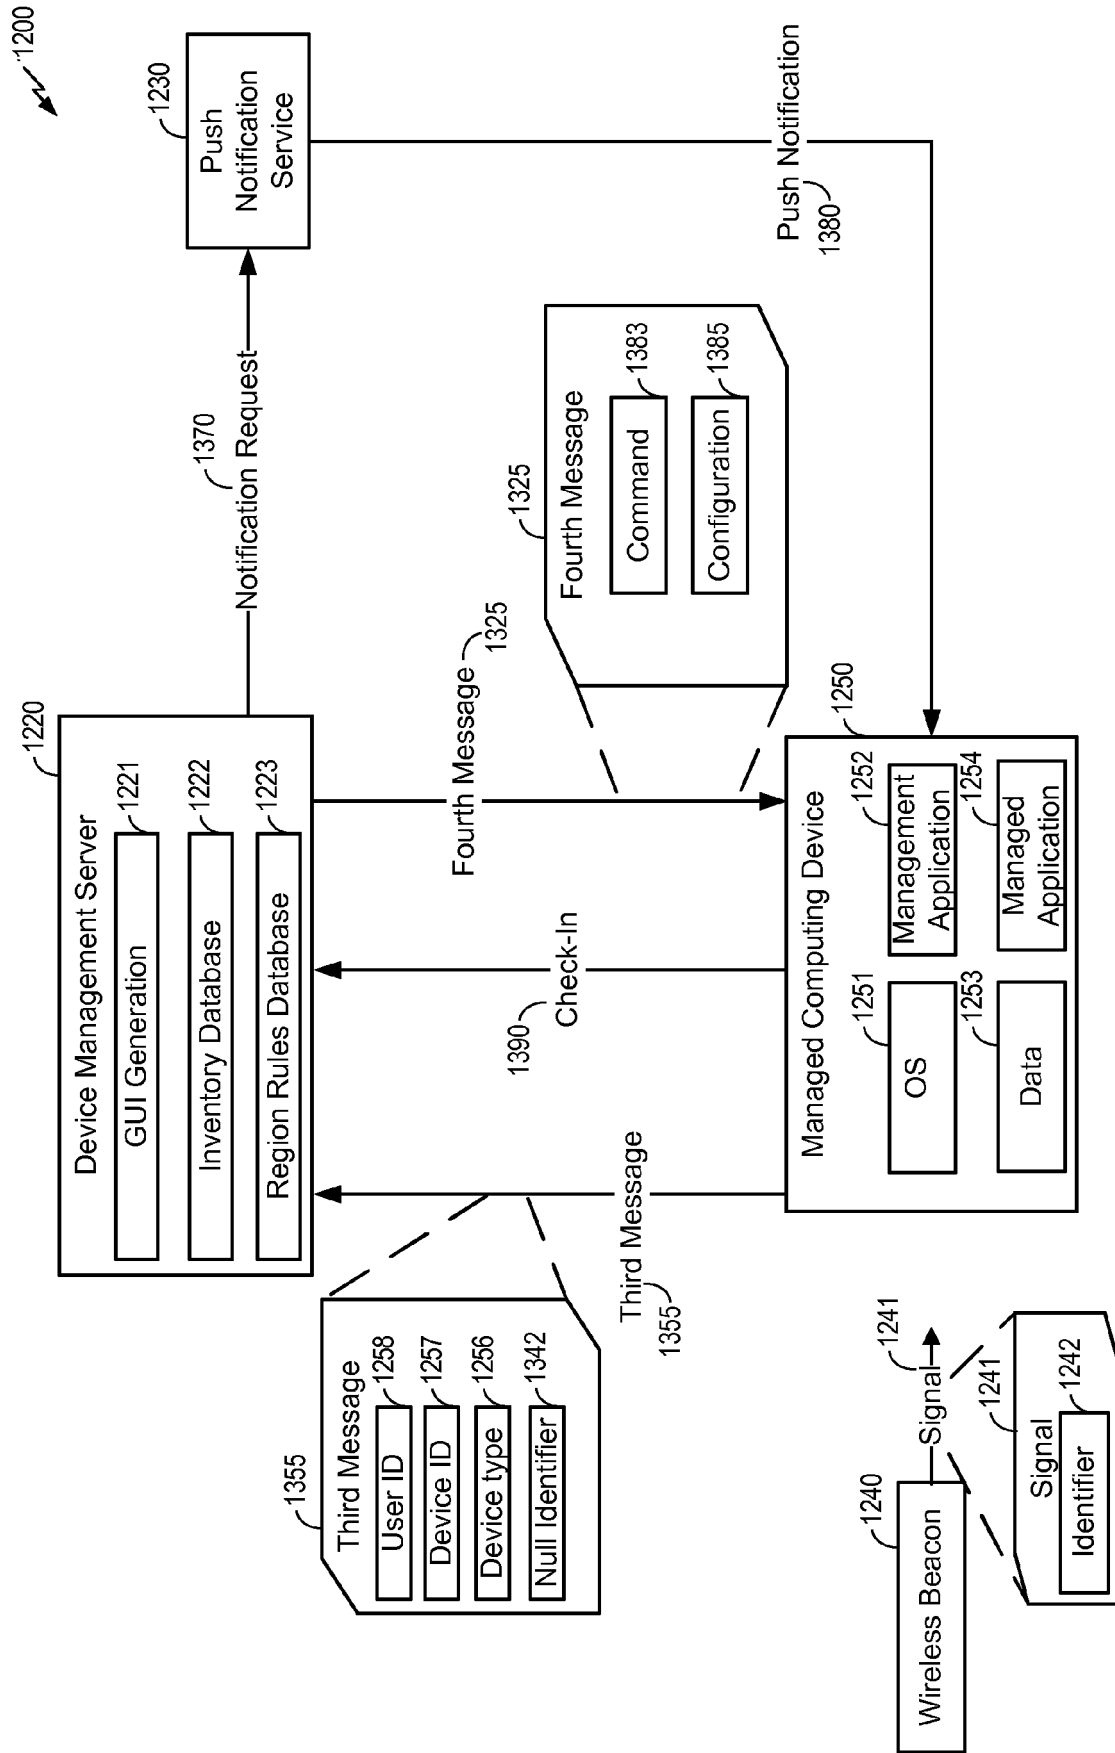 1200
1220
Device Management Server
GUI Generation
1221
Inventory Database
1222
Region Rules Database
1223
1370
Notification Request
1230
Push
Notification
Service
1355
Third Message
User ID
1258
Device ID
1257
Device type
1256
Null Identifier
1342
Third Message
1355
1390
Check-In
Fourth Message
1325
1325
Fourth Message
Command
1383
Configuration
1385
Push Notification
1380
1250
Managed Computing Device
OS
1251
Management
Application
1252
Data
1253
Managed
Application
1254
1240
Wireless Beacon
Signal
1241
1241
Signal
Identifier
1242